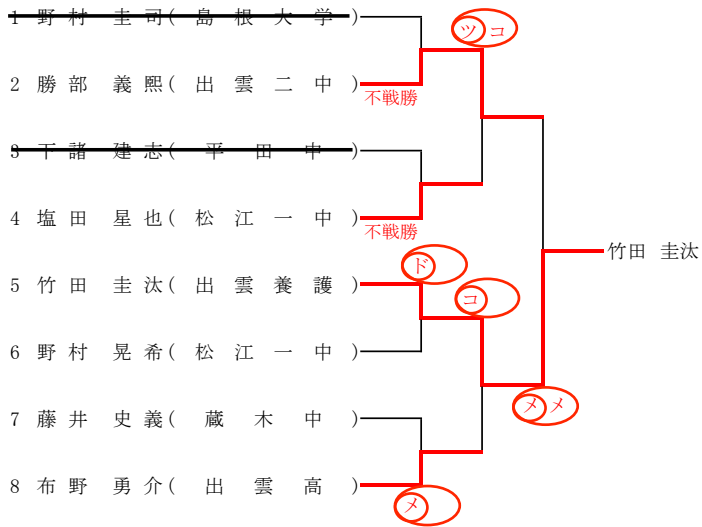 1 野村 圭司(島根大学)
ツコ
2 勝部 義熙(出雲二中)
不戦勝
3 下諸 建志(平田中)
4 塩田 星也(松江一中)
不戦勝
竹田 圭汰
ド
5 竹田 圭汰(出雲養護)
コ
6 野村 晃希(松江一中)
メメ
7 藤井 史義(蔵木中)
8 布野 勇介(出雲高)
メ